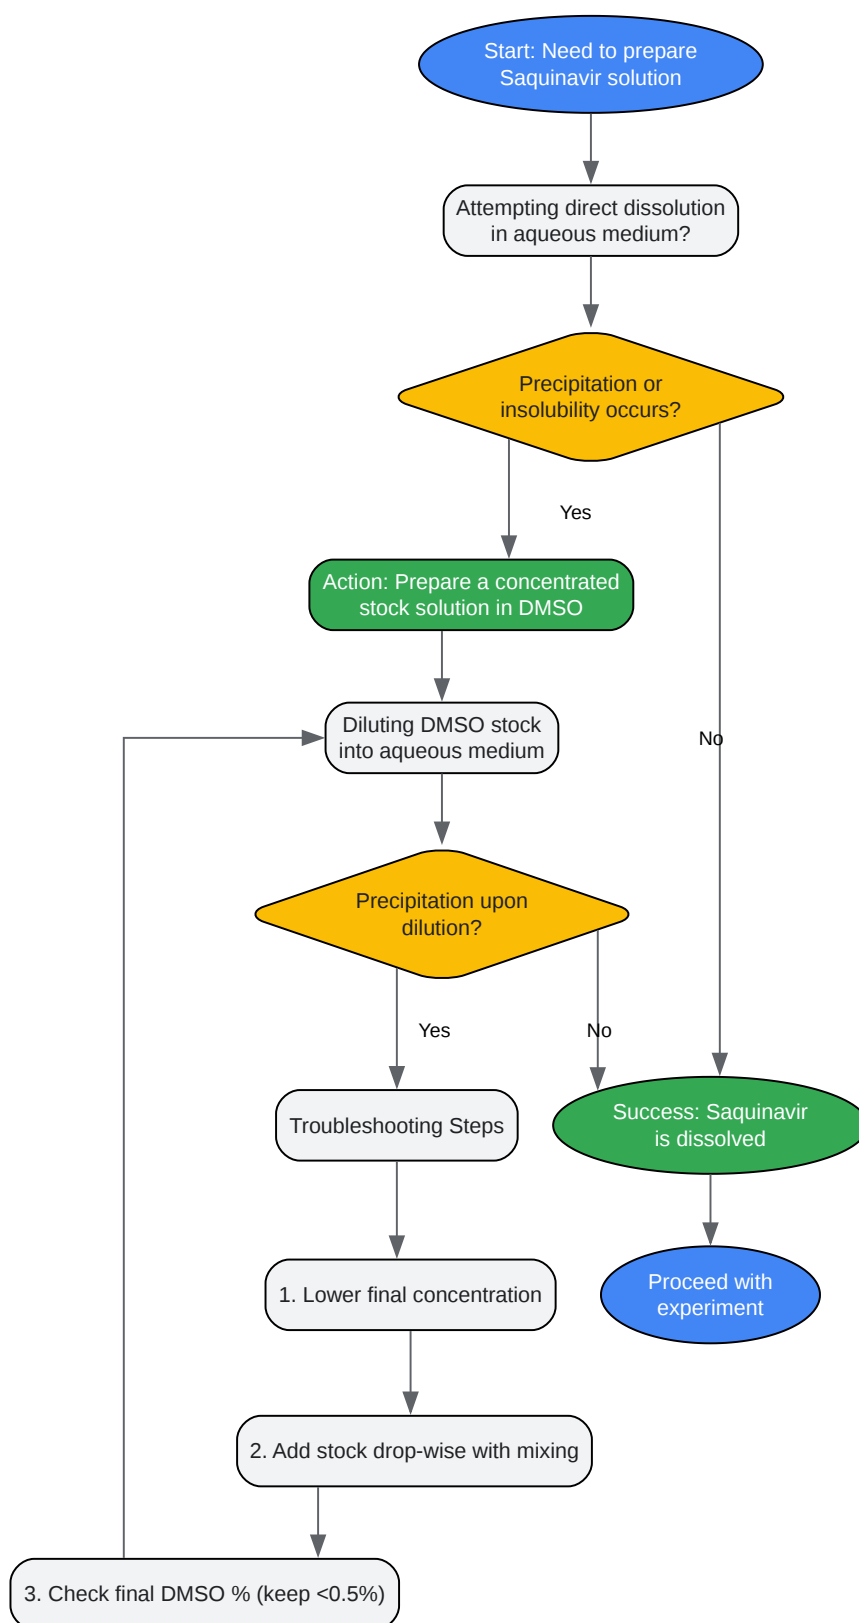 Start: Need to prepare
Saquinavir solution
Attempting direct dissolution
in aqueous medium?
Precipitation or
insolubility occurs?
Yes
Action: Prepare a concentrated
stock solution in DMSO
Diluting DMSO stock
into aqueous medium
No
Precipitation upon
dilution?
Yes
No
Troubleshooting Steps
Success: Saquinavir
is dissolved
1. Lower final concentration
Proceed with
experiment
2. Add stock drop-wise with mixing
3. Check final DMSO % (keep <0.5%)